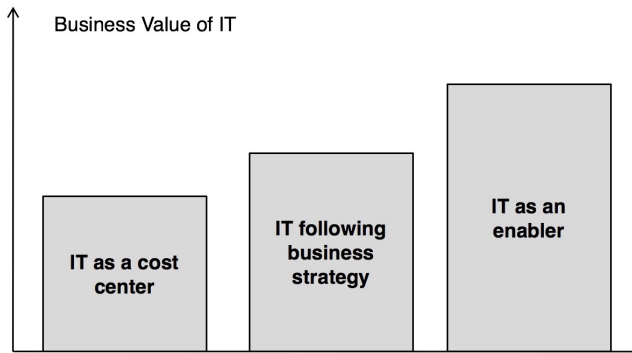 Business Value of IT
IT as a cost
center
IT following
business
strategy
IT as an
enabler